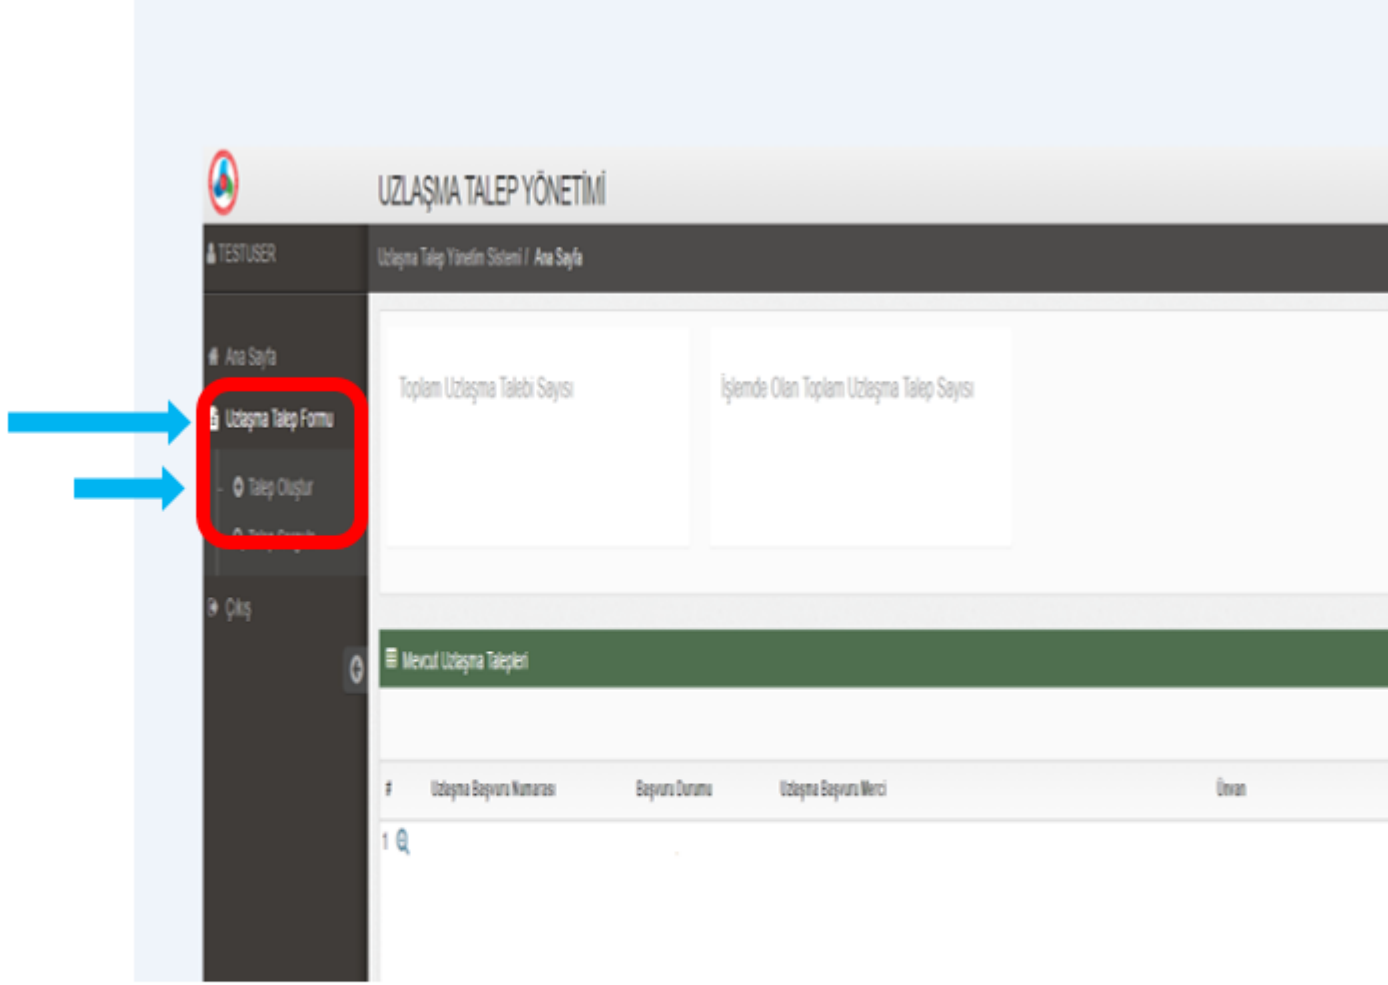 UZLAŞMA TALEP YÖNETİMİ
TESTUSER
Uzlaşma Talep Yönetim Sistemi / Ana Sayfa
Ana Sayfa
Toplam Uzlaşma Talebi Sayısı
İşlemde Olan Toplam Uzlaşma Talep Sayısı
Uzlaşma Talep Formu
Talep Oluştur
Çıkış
Mevcut Uzlaşma Talepleri
# Uzlaşma Başvuru Numarası Başvuru Durumu Uzlaşma Başvuru Merci Ünvan
1